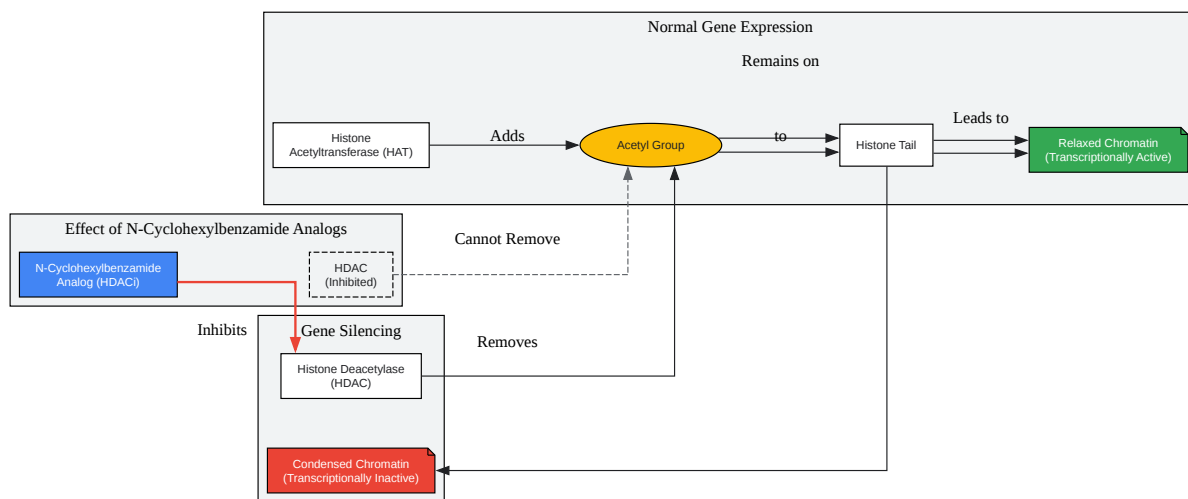 Normal Gene Expression
Remains on
Histone
Acetyltransferase (HAT)
Adds
Acetyl Group
to
Histone Tail
Leads to
Relaxed Chromatin
(Transcriptionally Active)
Effect of N-Cyclohexylbenzamide Analogs
N-Cyclohexylbenzamide
Analog (HDACi)
HDAC
(Inhibited)
Cannot Remove
Inhibits
Gene Silencing
Histone Deacetylase
(HDAC)
Removes
Condensed Chromatin
(Transcriptionally Inactive)